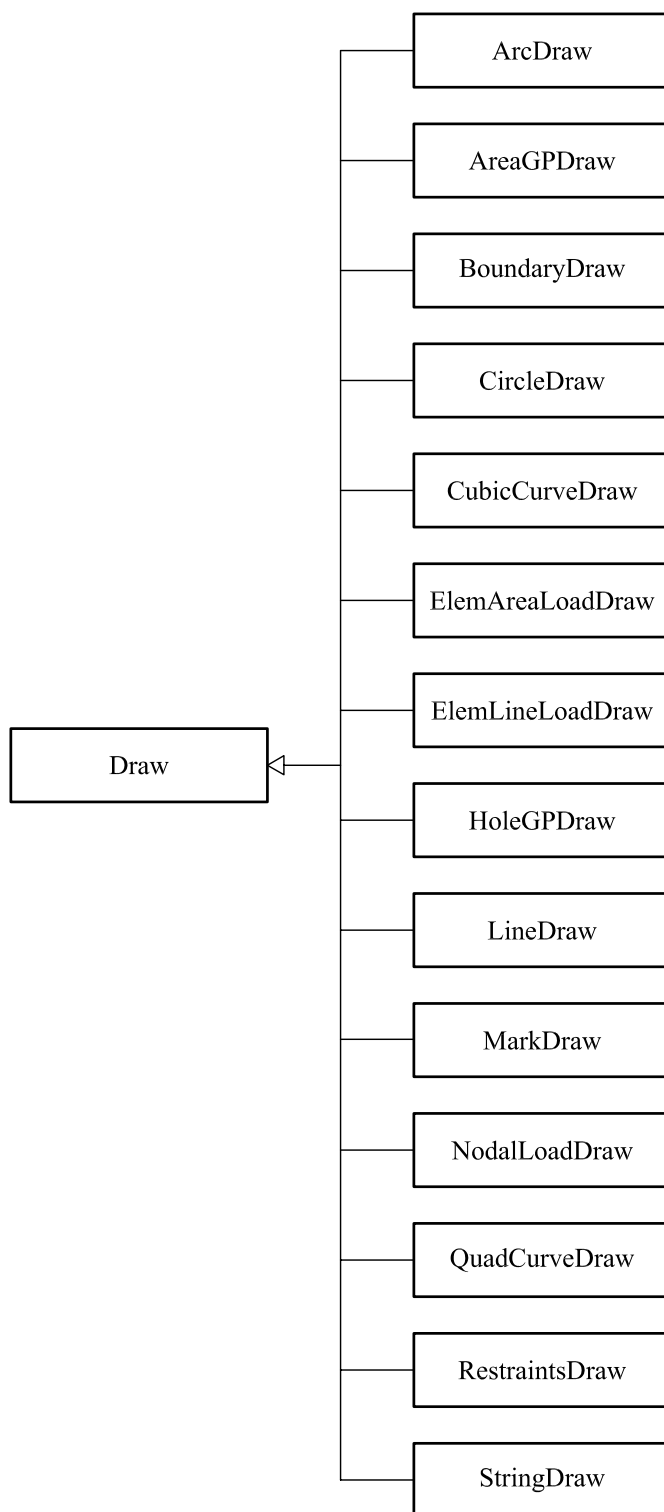 ArcDraw
AreaGPDraw
BoundaryDraw
CircleDraw
CubicCurveDraw
ElemAreaLoadDraw
ElemLineLoadDraw
Draw
HoleGPDraw
LineDraw
MarkDraw
NodalLoadDraw
QuadCurveDraw
RestraintsDraw
StringDraw